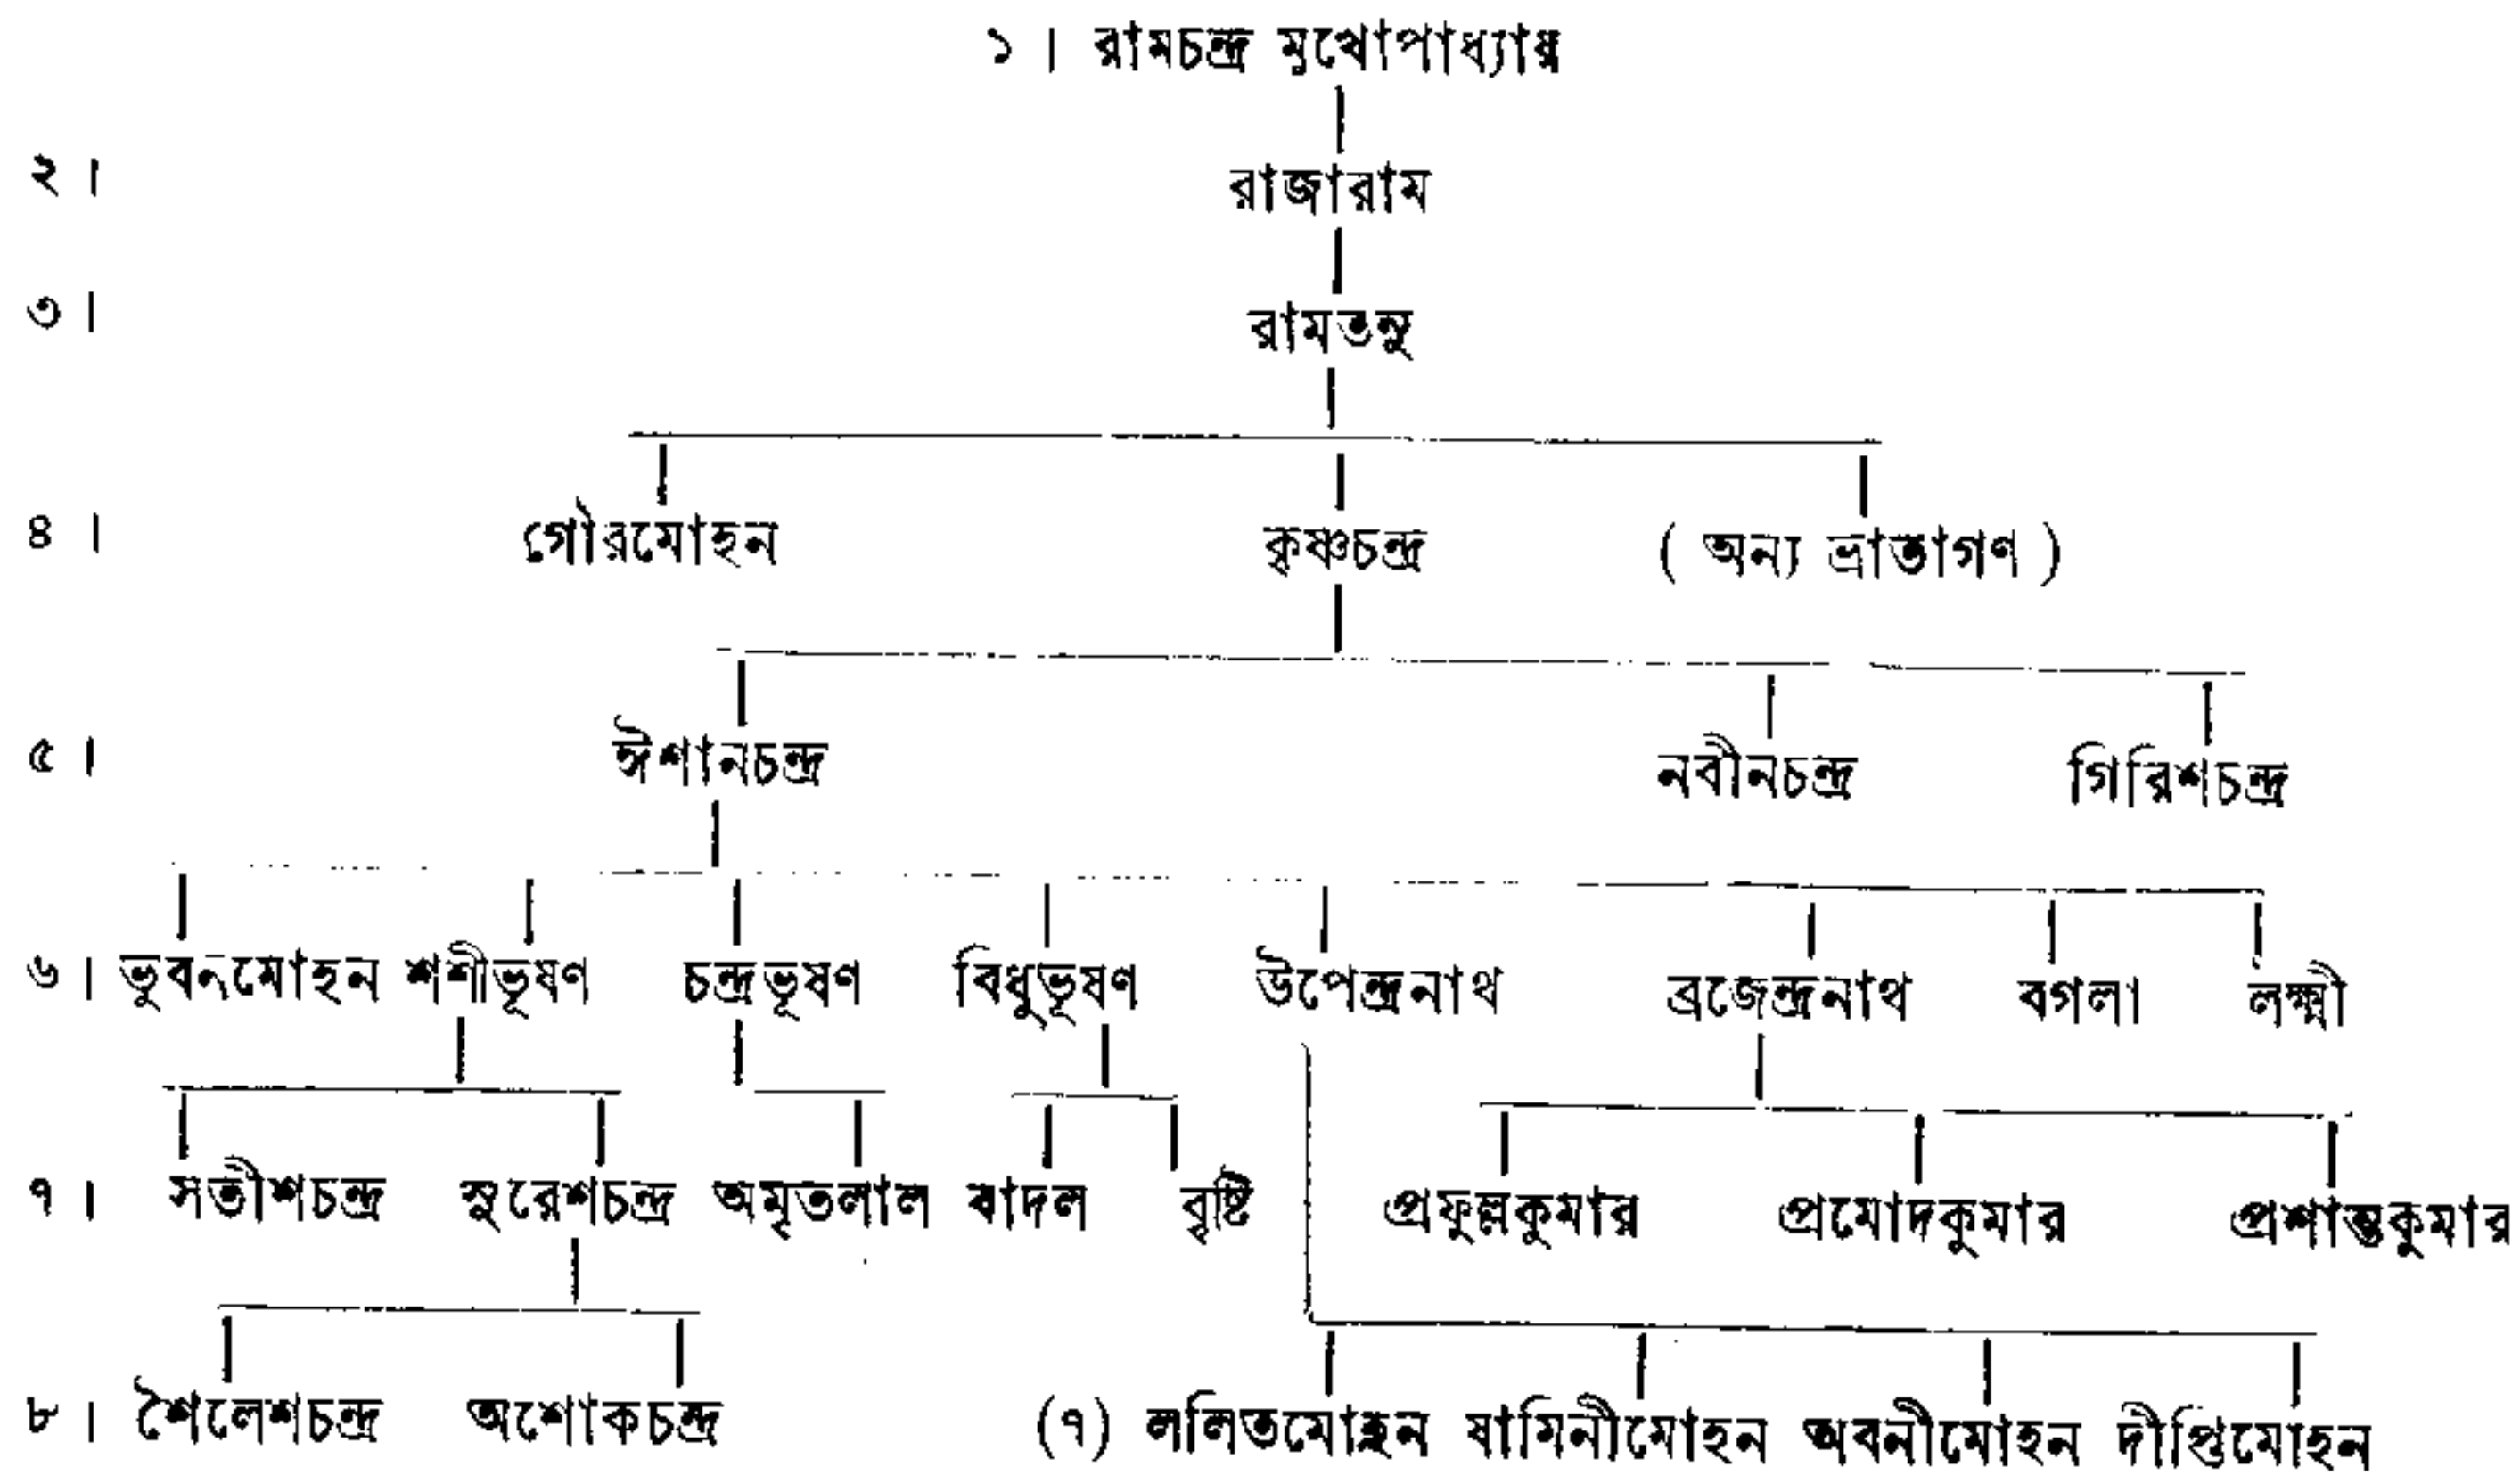 ১। রামচন্দ্র মুখোপাধ্যায়
২। রাজারাম
৩। রামতনু
৪। গৌরমোহন কৃষ্ণচন্দ্র ( অন্য ভ্রাতাগণ )
৫। ঈশানচন্দ্র নবীনচন্দ্র গিরিশচন্দ্র
৬। ভুবনমোহন শশীভূষণ চন্দ্রভূষণ বিধুভূষণ উপেন্দ্রনাথ ব্রজেন্দ্রনাথ বগলা লক্ষ্মী
৭। সতীশচন্দ্র সুরেশচন্দ্র অমৃতলাল বাদল বৃষ্টি প্রফুল্লকুমার প্রমোদকুমার প্রশান্তকুমার
৮। শৈলেশচন্দ্র অশোকচন্দ্র (৭) ললিতমোহন যামিনীমোহন অবনীমোহন দীপ্তিমোহন